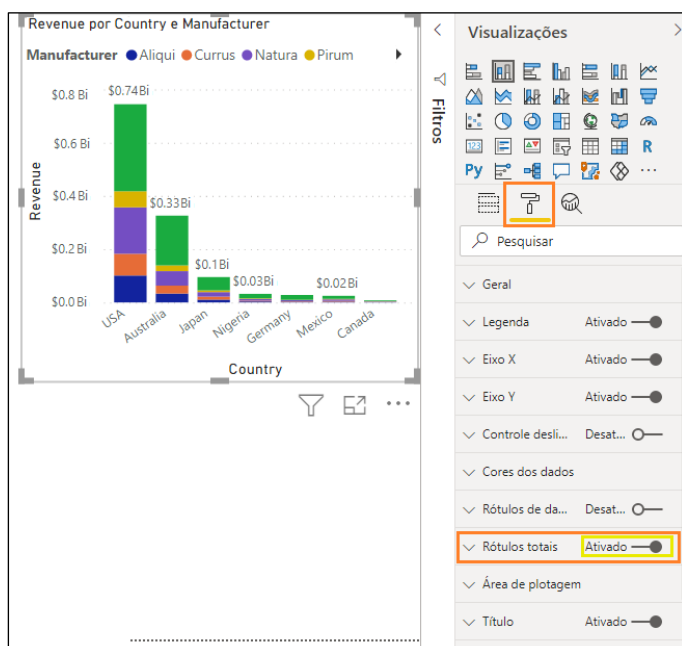 Revenue por Country e Manufacturer
Manufacturer Aliqui Currus Natura Pirum
$0.8 Bi
$0.6 Bi
$0.4 Bi
$0.2 Bi
$0.0 Bi
Revenue
$0.74Bi
$0.33Bi
$0.1Bi
$0.03Bi
$0.02Bi
USA
Australia
Japan
Nigeria
Germany
Mexico
Canada
Country
Filtros
Visualizações
123
R
Py
Pesquisar
Geral
Legenda Ativado
Eixo X Ativado
Eixo Y Ativado
Controle desli... Desat...
Cores dos dados
Rótulos de da... Desat...
Rótulos totais Ativado
Área de plotagem
Título Ativado